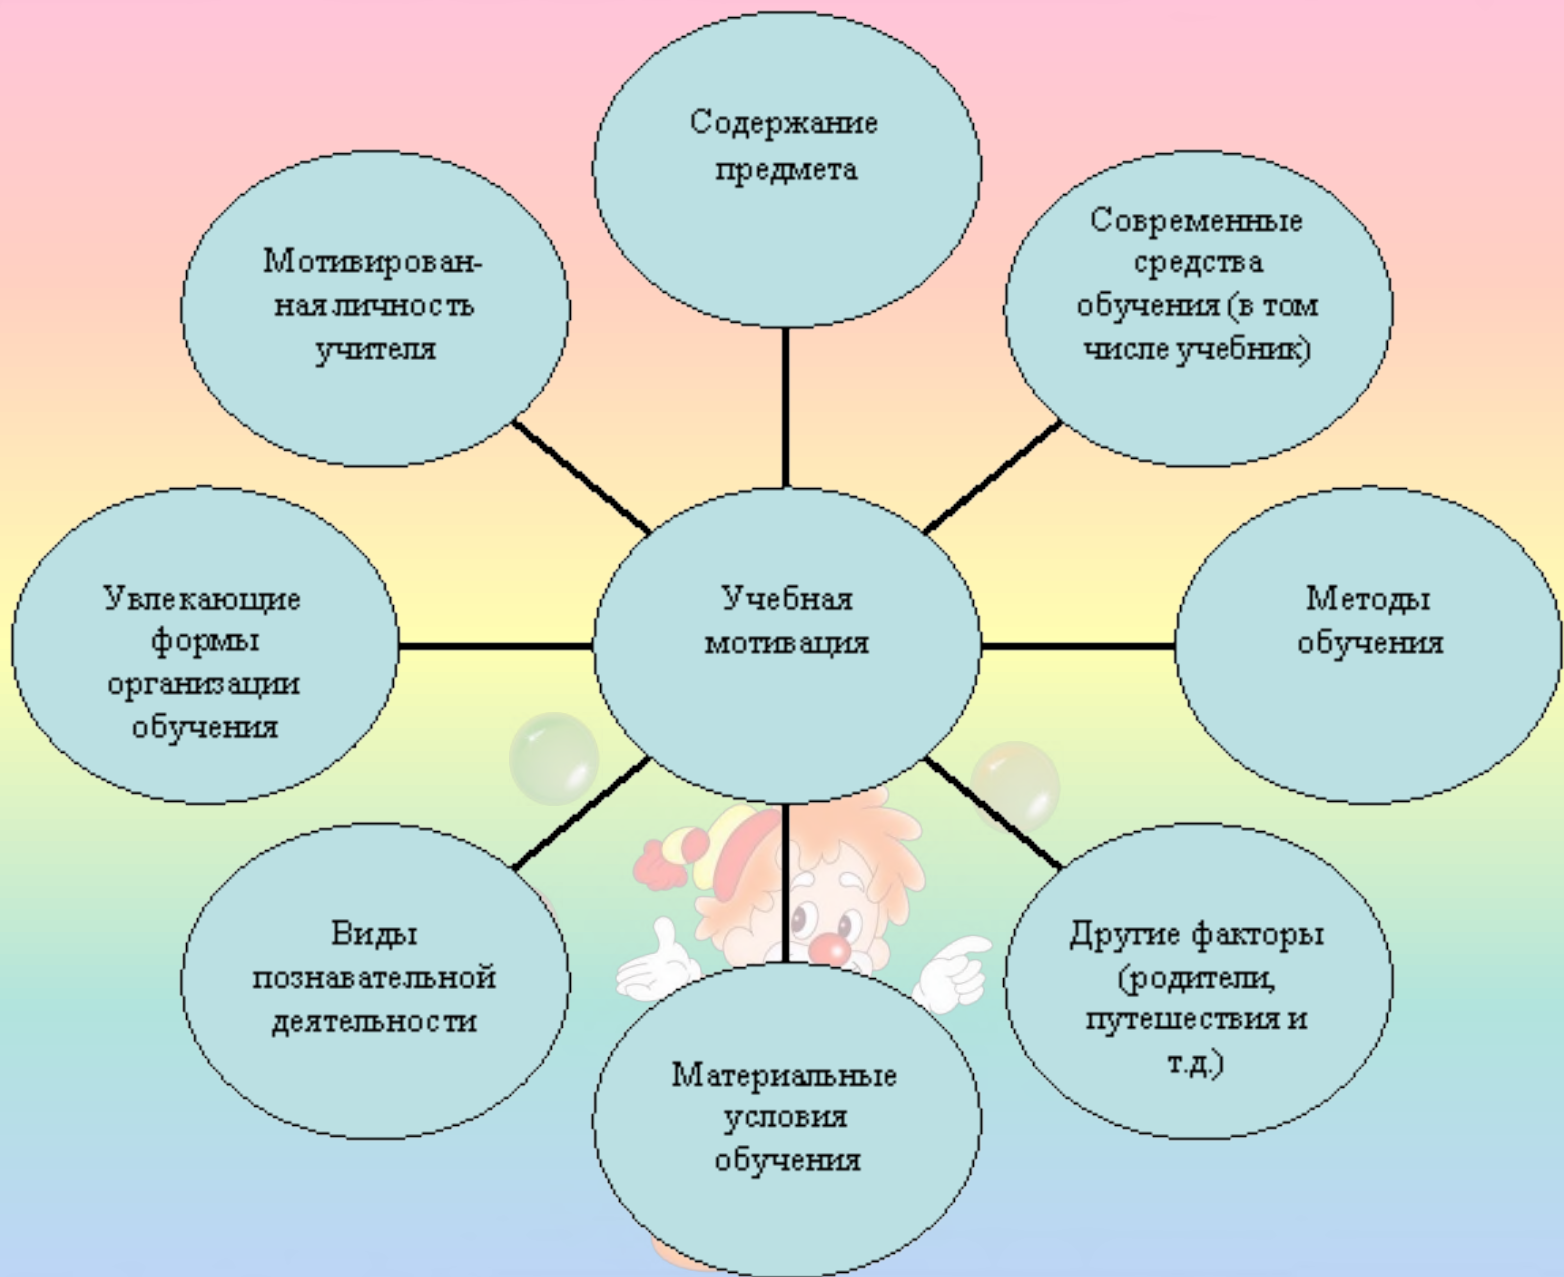 Содержание
предмета
Современные
средства
обучения (в том
числе учебник)
Мотивирован-
ная личность
учителя
Увлекающие
формы
организации
обучения
Учебная
мотивация
Методы
обучения
Виды
познавательной
деятельности
Другие факторы
(родители,
путешествия и
т.д.)
Материальные
условия
обучения